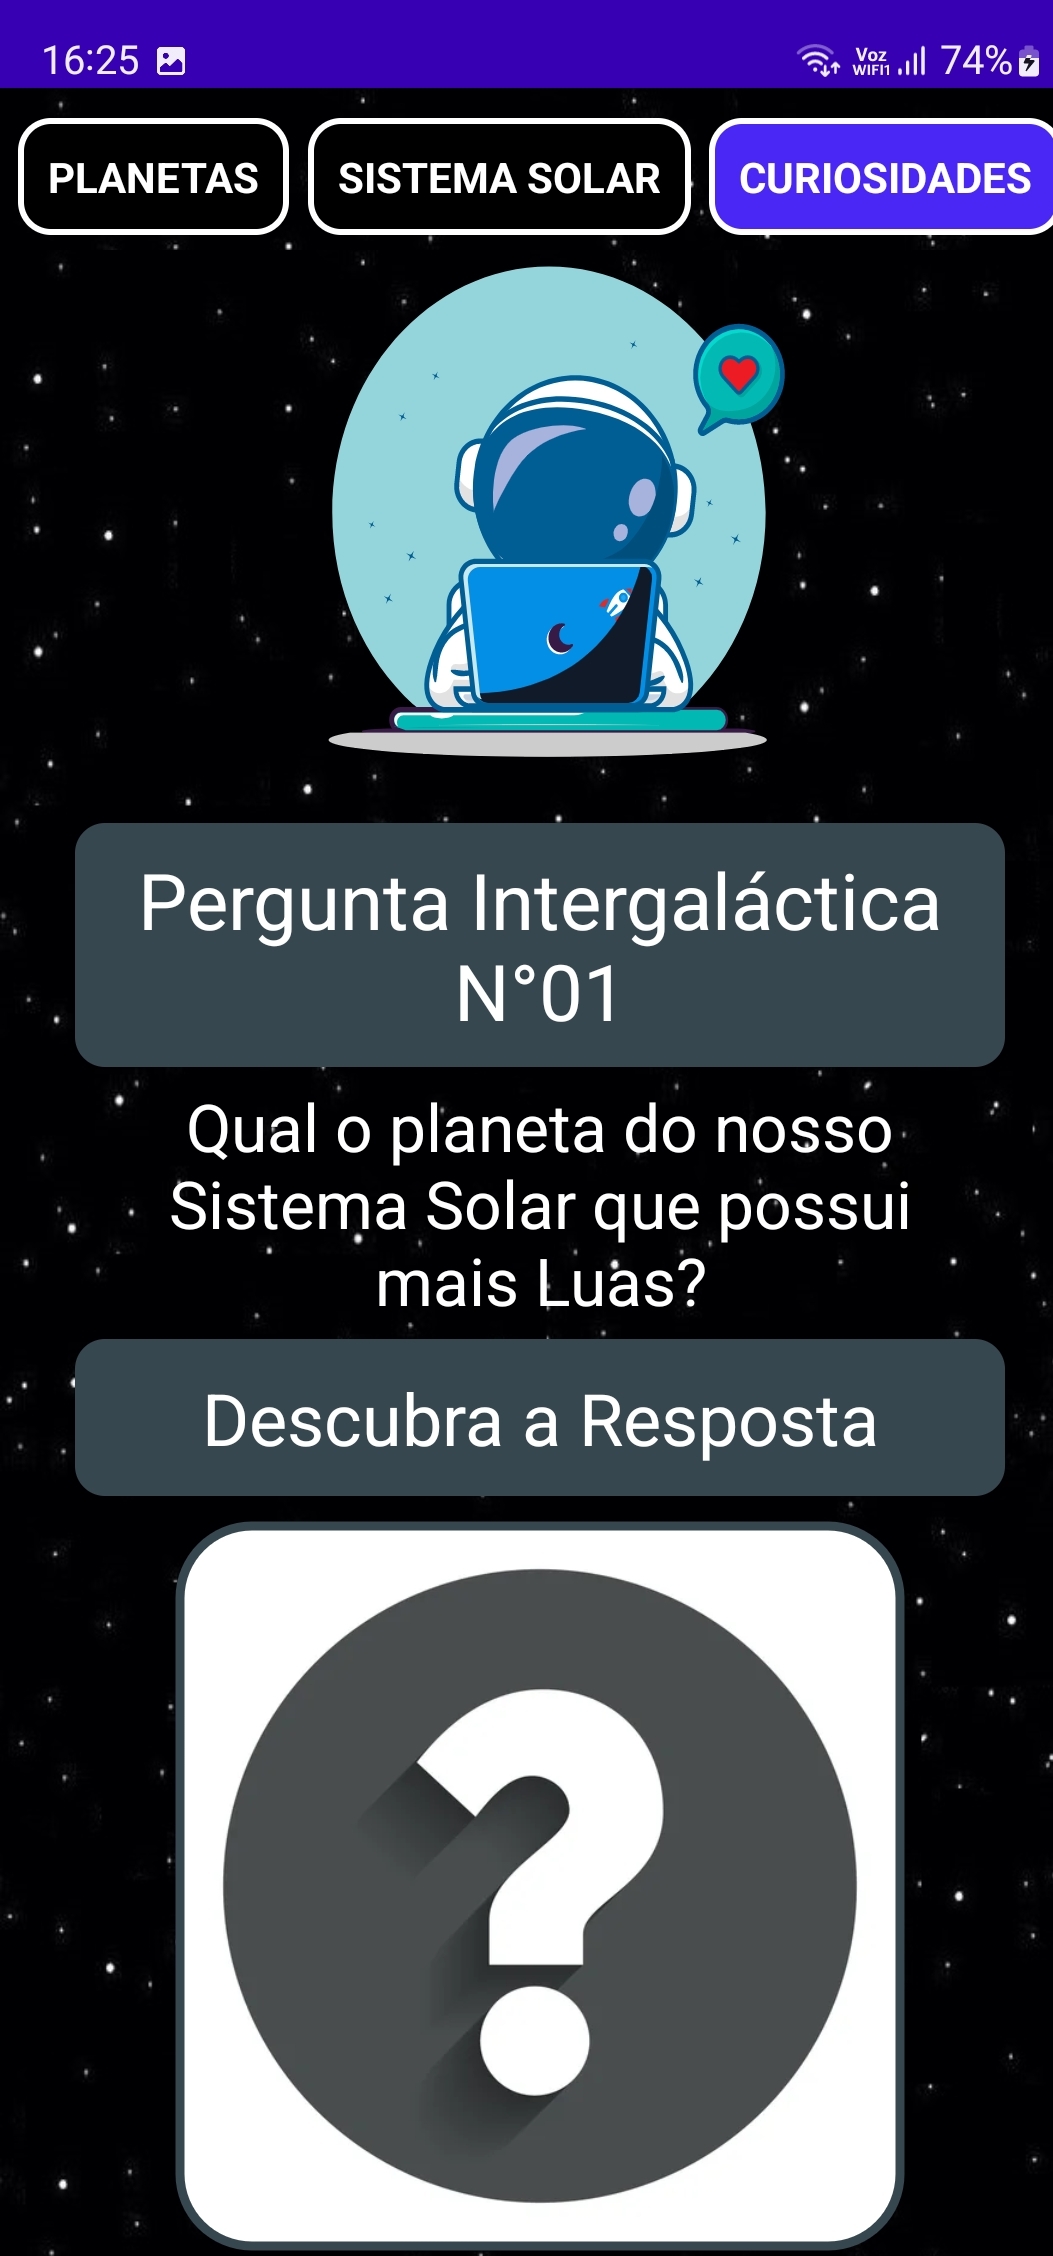 16:25
Voz
WIFI1
74%
PLANETAS
SISTEMA SOLAR
CURIOSIDADES
Pergunta Intergaláctica
N°01
Qual o planeta do nosso
Sistema Solar que possui
mais Luas?
Descubra a Resposta
?